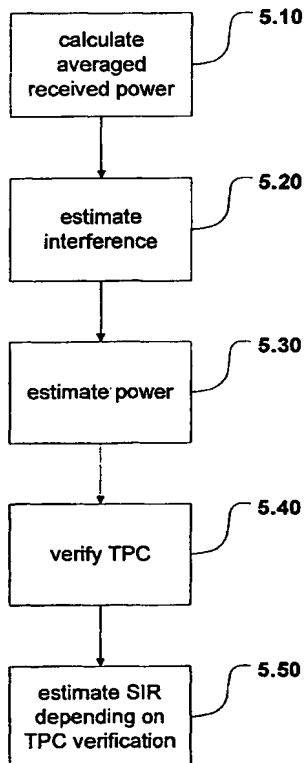 calculate
averaged
received power
5.10
estimate
interference
5.20
estimate power
5.30
verify TPC
5.40
estimate SIR
depending on
TPC verification
5.50